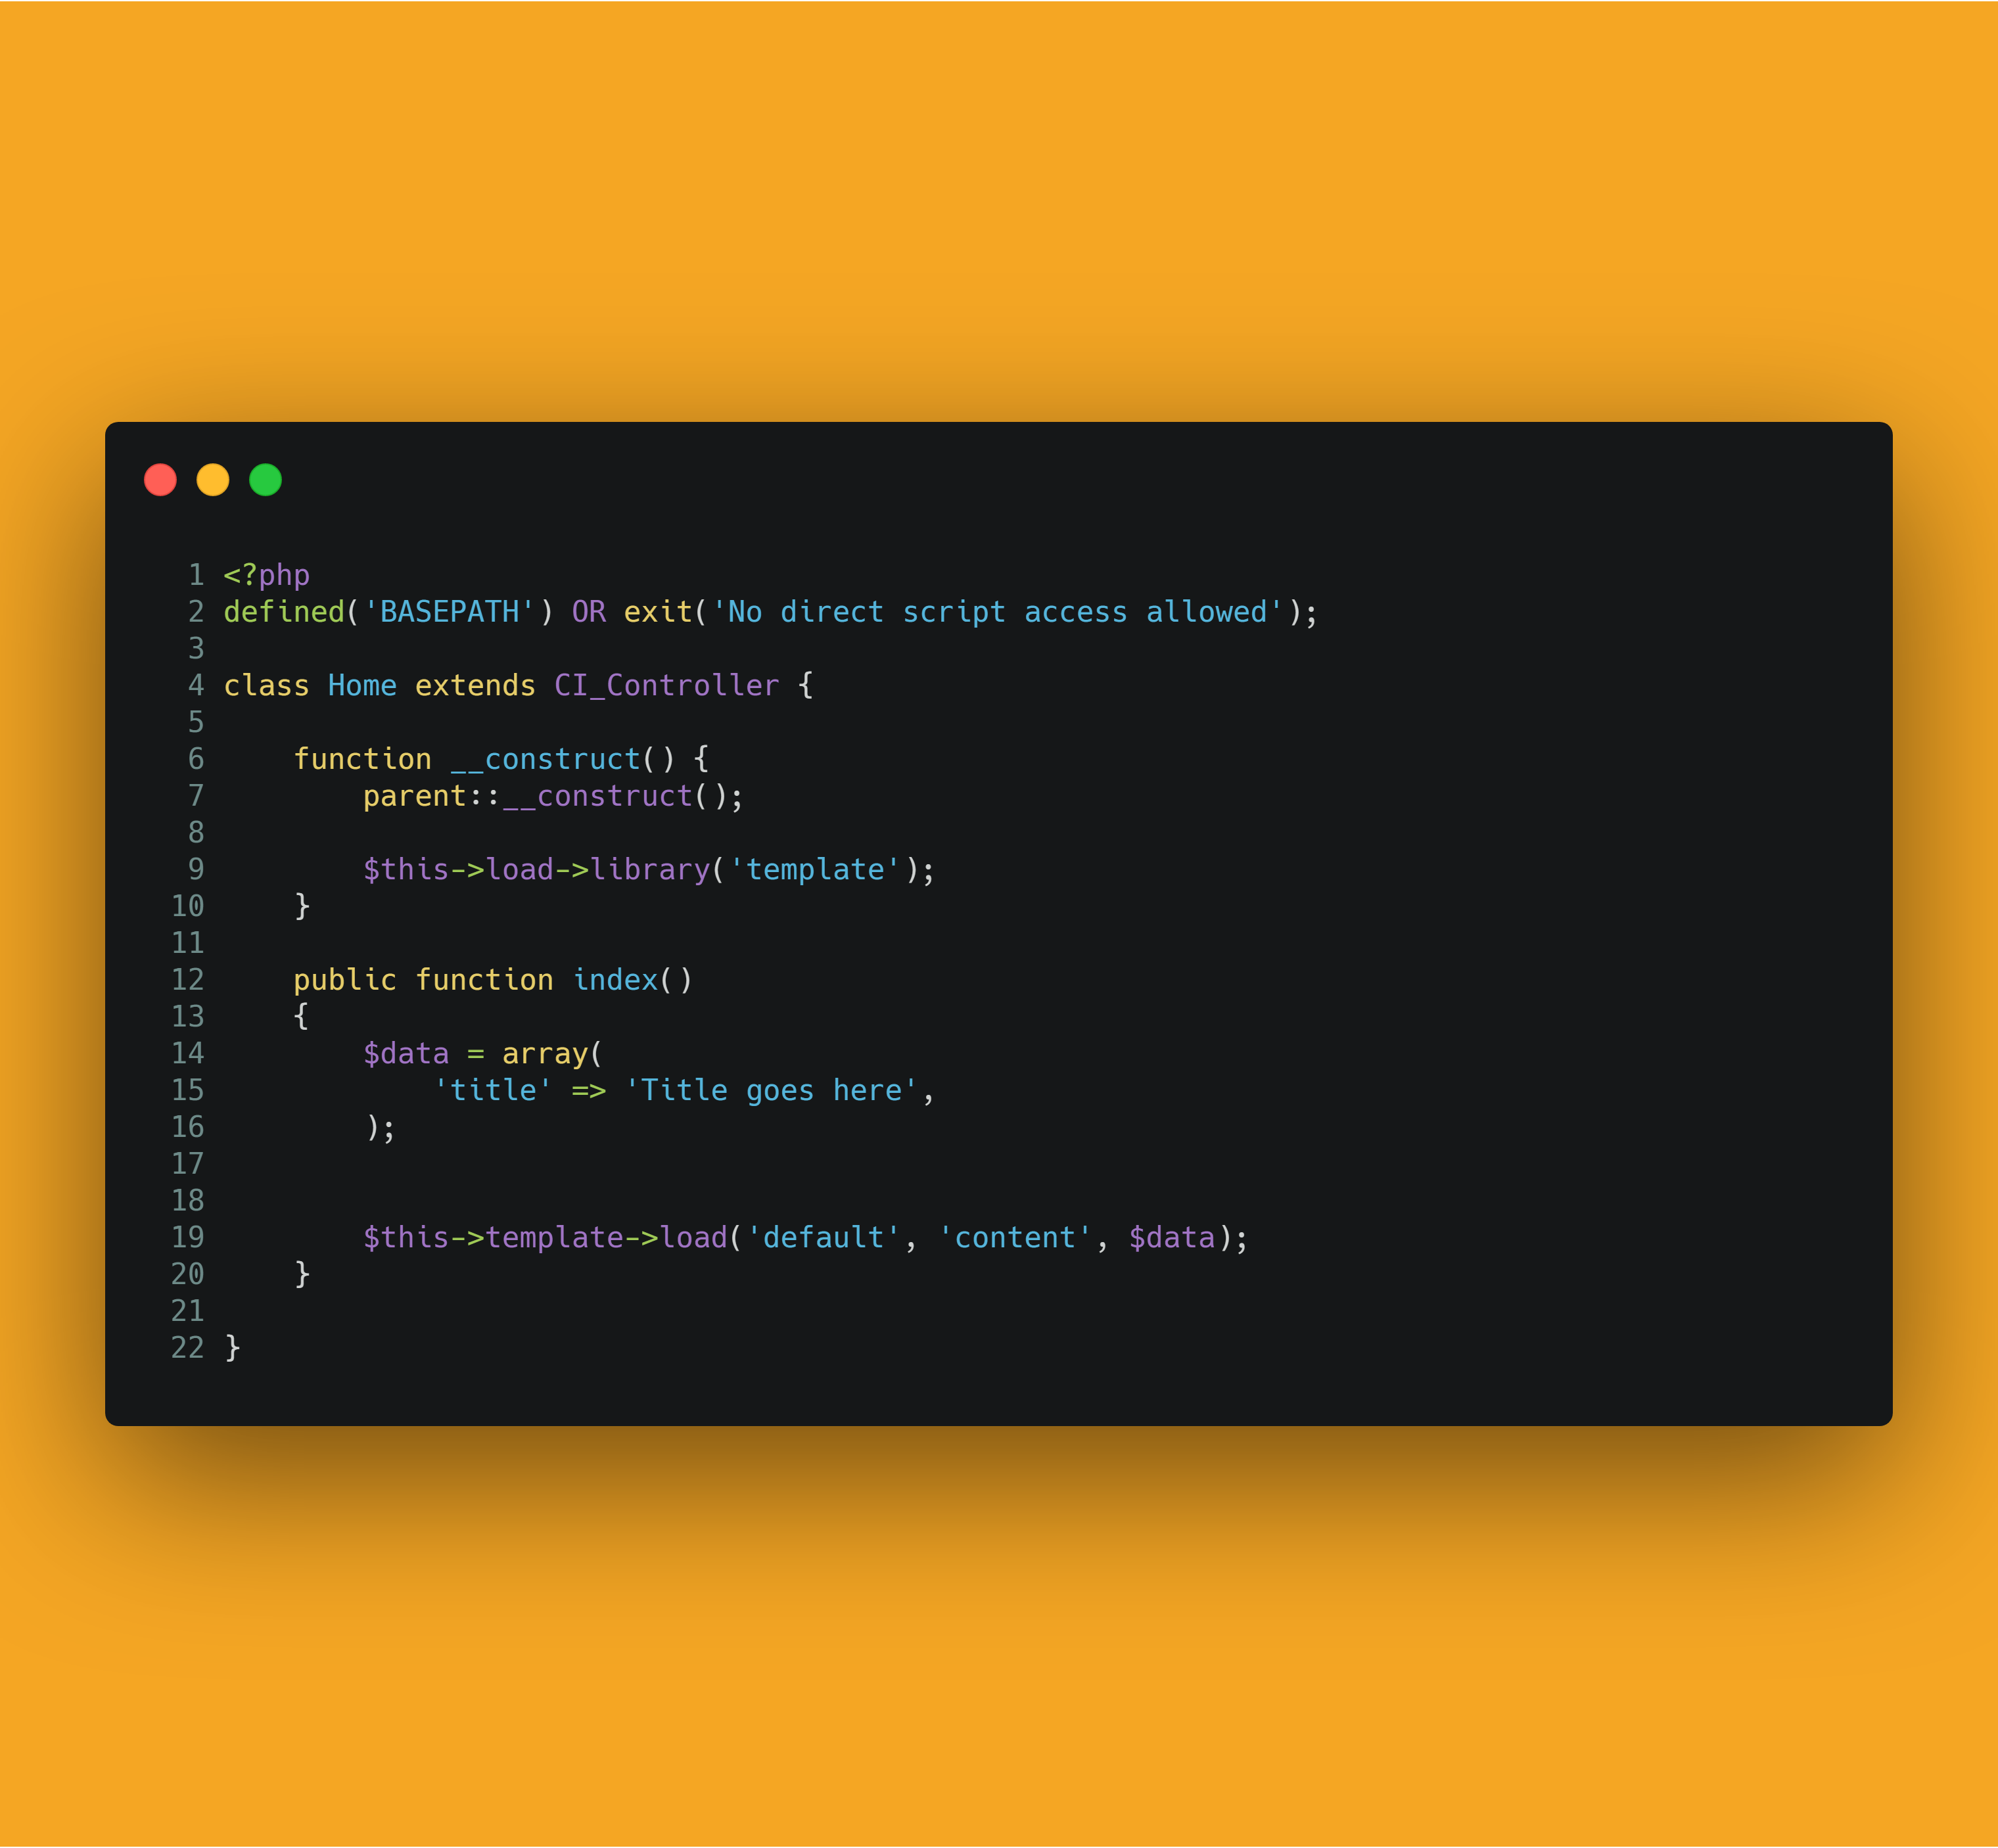 1 <?php
2 defined('BASEPATH') OR exit('No direct script access allowed');
3
4 class Home extends CI_Controller {
5
6     function __construct() {
7         parent::__construct();
8
9         $this->load->library('template');
10     }
11
12     public function index()
13     {
14         $data = array(
15             'title' => 'Title goes here',
16         );
17
18
19         $this->template->load('default', 'content', $data);
20     }
21
22 }